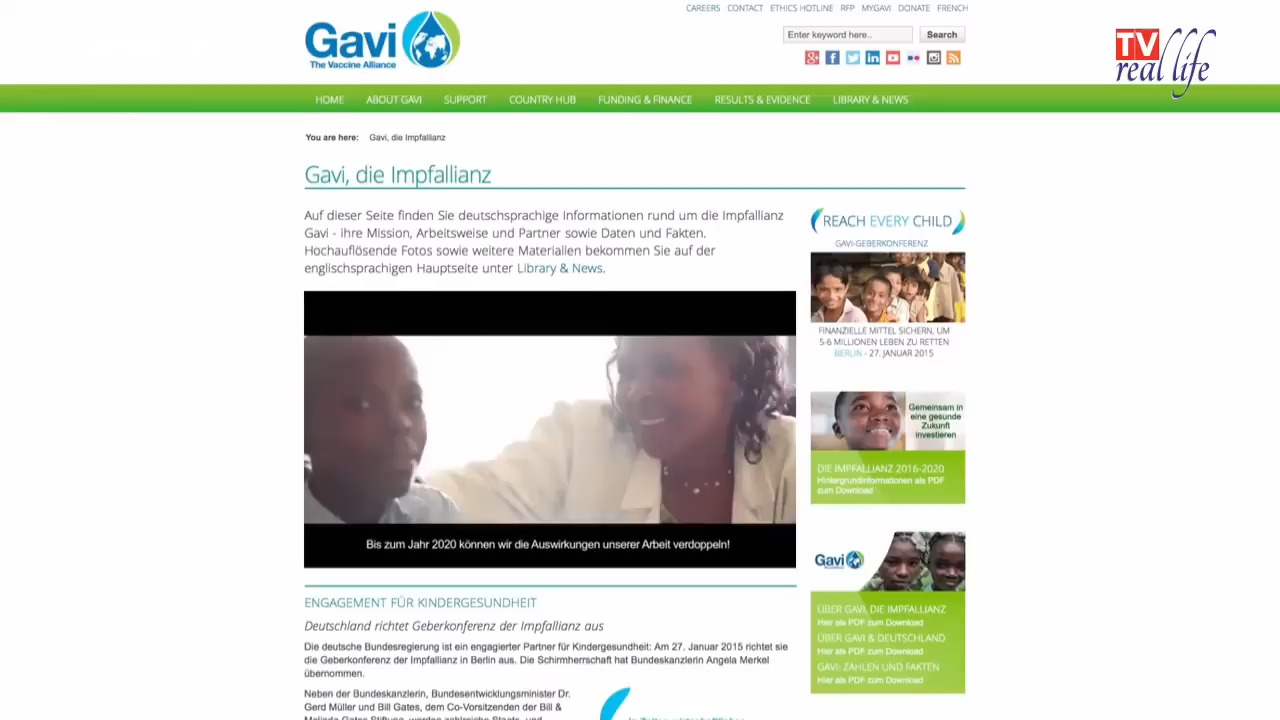 CAREERS CONTACT ETHICS HOTLINE RFP MYGAVI DONATE FRENCH
Gavi
The Vaccine Alliance
Enter keyword here..
Search
TV
real life
HOME ABOUT GAVI SUPPORT COUNTRY HUB FUNDING & FINANCE RESULTS & EVIDENCE LIBRARY & NEWS
You are here: Gavi, die Impfallianz
Gavi, die Impfallianz
Auf dieser Seite finden Sie deutschsprachige Informationen rund um die Impfallianz
Gavi - ihre Mission, Arbeitsweise und Partner sowie Daten und Fakten.
Hochauflösende Fotos sowie weitere Materialien bekommen Sie auf der
englischsprachigen Hauptseite unter Library & News.
Bis zum Jahr 2020 können wir die Auswirkungen unserer Arbeit verdoppeln!
ENGAGEMENT FÜR KINDERGESUNDHEIT
Deutschland richtet Geberkonferenz der Impfallianz aus
Die deutsche Bundesregierung ist ein engagierter Partner für Kindergesundheit: Am 27. Januar 2015 richtet sie
die Geberkonferenz der Impfallianz in Berlin aus. Die Schirmherrschaft hat Bundeskanzlerin Angela Merkel
übernommen.
Neben der Bundeskanzlerin, Bundesentwicklungsminister Dr.
Gerd Müller und Bill Gates, dem Co-Vorsitzenden der Bill &
REACH EVERY CHILD
GAVI-GEBERKONFERENZ
FINANZIELLE MITTEL SICHERN, UM
5-6 MILLIONEN LEBEN ZU RETTEN
BERLIN - 27. JANUAR 2015
Gemeinsam in
eine gesunde
Zukunft
investieren
DIE IMPFALLIANZ 2016-2020
Hintergrundinformationen als PDF
zum Download
Gavi
ÜBER GAVI, DIE IMPFALLIANZ
Hier als PDF zum Download
ÜBER GAVI & DEUTSCHLAND
Hier als PDF zum Download
GAVI: ZAHLEN UND FAKTEN
Hier als PDF zum Download